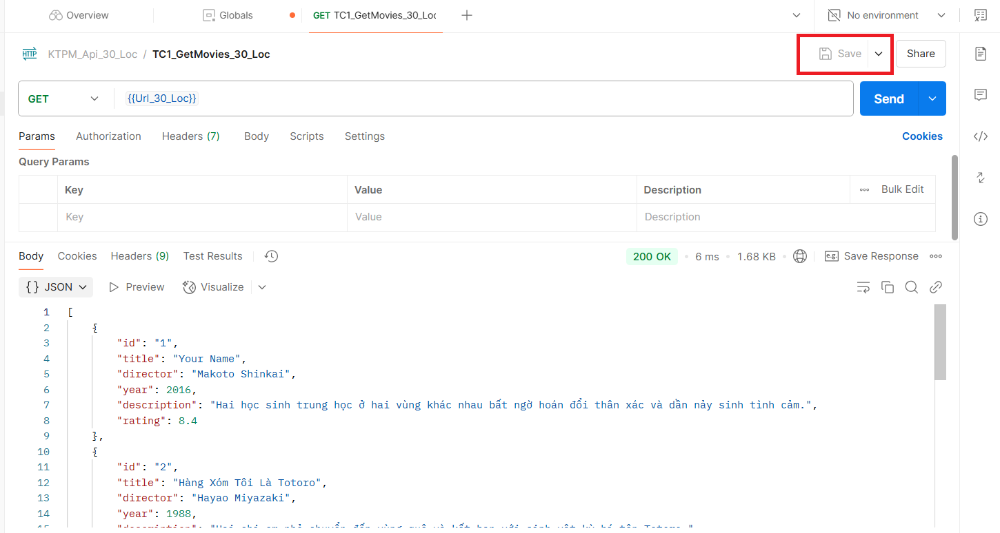 Overview Globals GET TC1_GetMovies_30_Loc No environment
HTTP KTPM_Api_30_Loc / TC1_GetMovies_30_Loc Save Share
GET {{Url_30_Loc}} Send
Params Authorization Headers (7) Body Scripts Settings Cookies
Query Params
Key Value Description Bulk Edit
Key Value Description
Body Cookies Headers (9) Test Results 200 OK 6 ms 1.68 KB e.g. Save Response
{} JSON Preview Visualize
1 [
2 {
3 "id": "1",
4 "title": "Your Name",
5 "director": "Makoto Shinkai",
6 "year": 2016,
7 "description": "Hai học sinh trung học ở hai vùng khác nhau bất ngờ hoán đổi thân xác và dần nảy sinh tình cảm.",
8 "rating": 8.4
9 },
10 {
11 "id": "2",
12 "title": "Hàng Xóm Tôi Là Totoro",
13 "director": "Hayao Miyazaki",
14 "year": 1988,